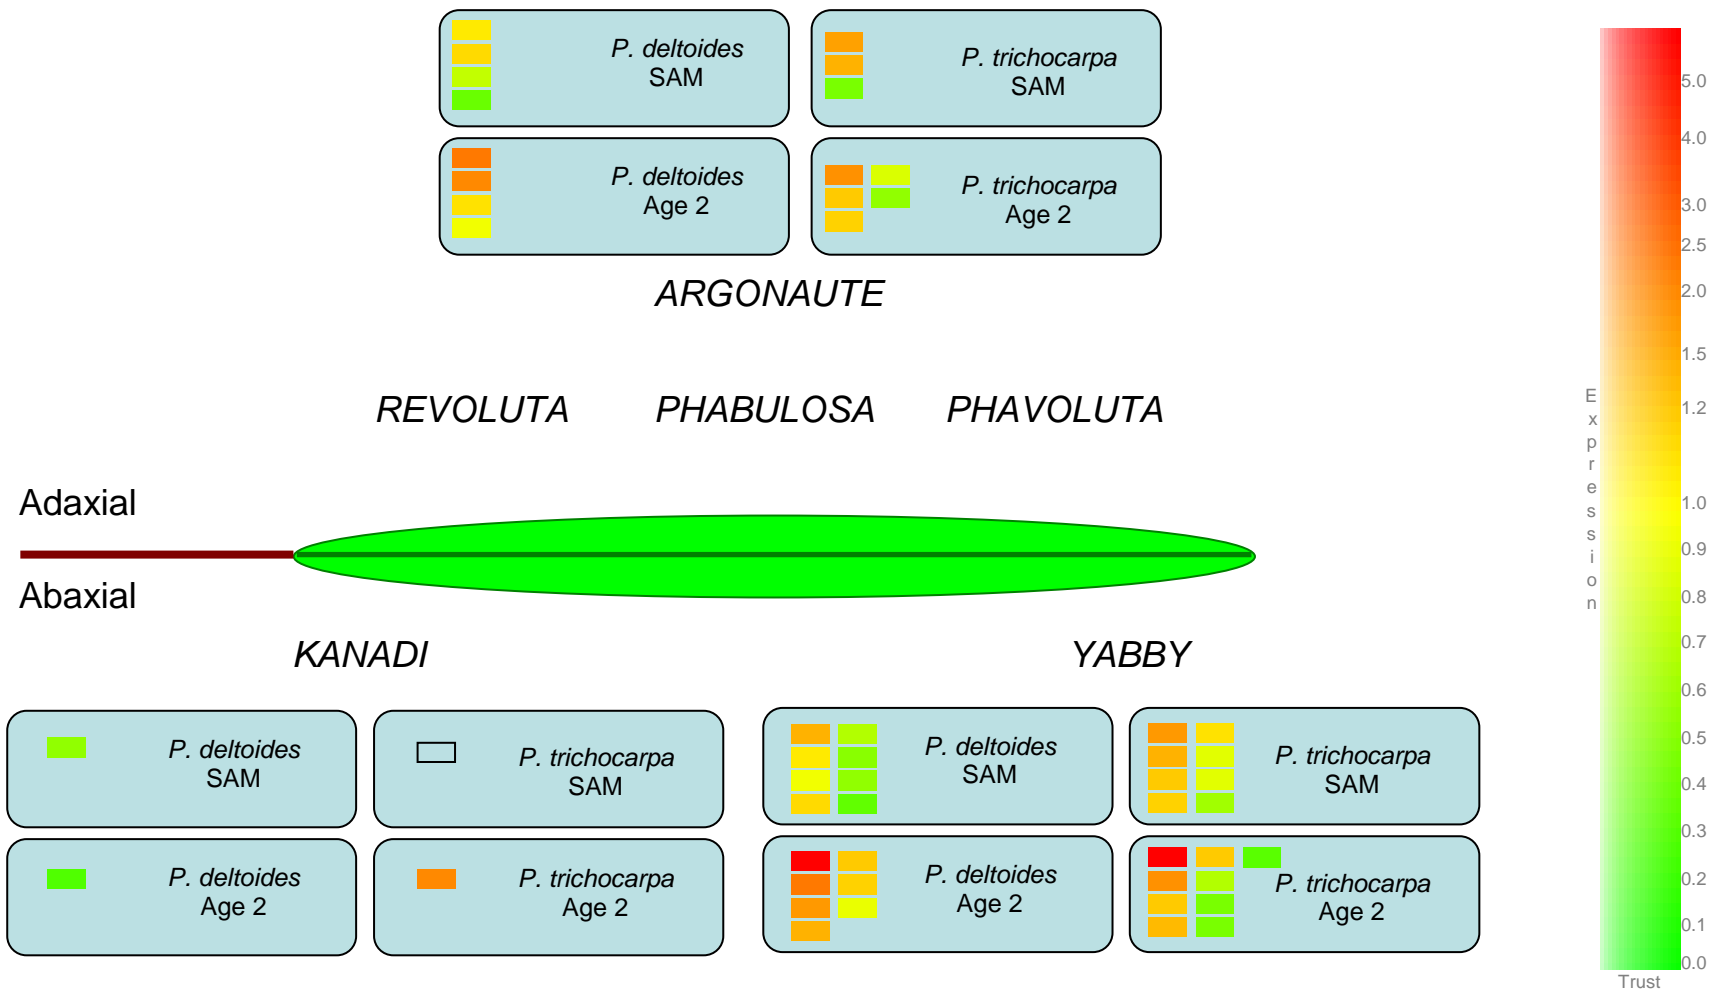 P. deltoides
SAM
P. trichocarpa
SAM
P. deltoides
Age 2
P. trichocarpa
Age 2
ARGONAUTE
REVOLUTA PHABULOSA PHAVOLUTA
Adaxial
Abaxial
KANADI YABBY
P. deltoides
SAM
P. trichocarpa
SAM
P. deltoides
SAM
P. trichocarpa
SAM
P. deltoides
Age 2
P. trichocarpa
Age 2
P. deltoides
Age 2
P. trichocarpa
Age 2
Expression
5.0
4.0
3.0
2.5
2.0
1.5
1.2
1.0
0.9
0.8
0.7
0.6
0.5
0.4
0.3
0.2
0.1
0.0
Trust